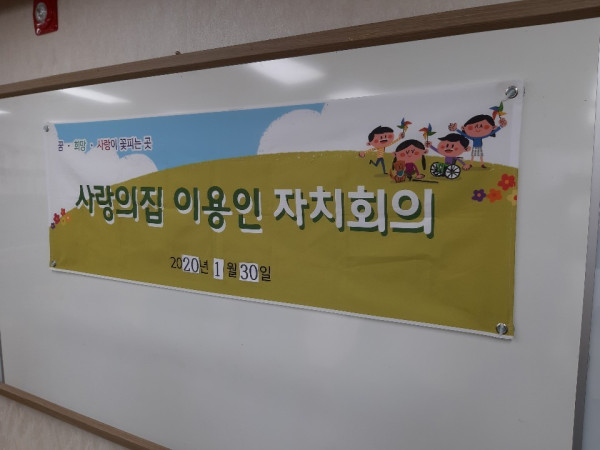 꿈 · 희망 · 사람이 꽃피는 곳
사랑의집 이용인 자치회의
2020년 1월 30일